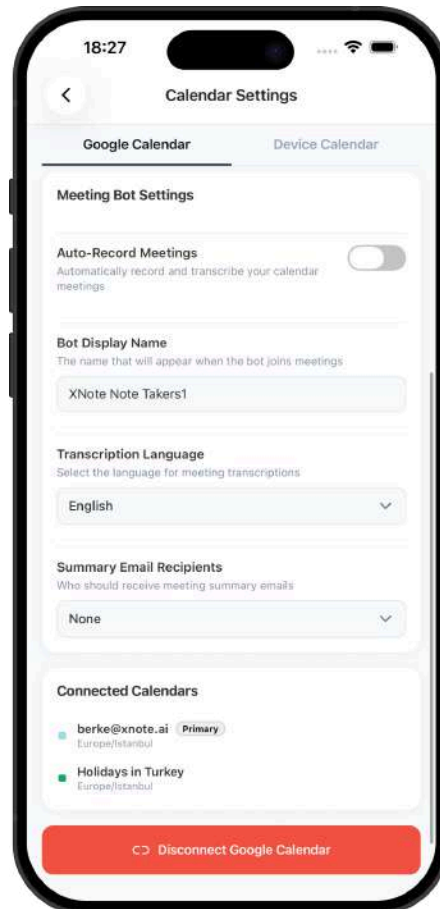 18:27
Calendar Settings
Google Calendar
Device Calendar
Meeting Bot Settings
Auto-Record Meetings
Automatically record and transcribe your calendar
meetings
Bot Display Name
The name that will appear when the bot joins meetings
XNote Note Takers1
Transcription Language
Select the language for meeting transcriptions
English
Summary Email Recipients
Who should receive meeting summary emails
None
Connected Calendars
berke@xnote.ai Primary
Europe/Istanbul
Holidays in Turkey
Europe/Istanbul
Disconnect Google Calendar